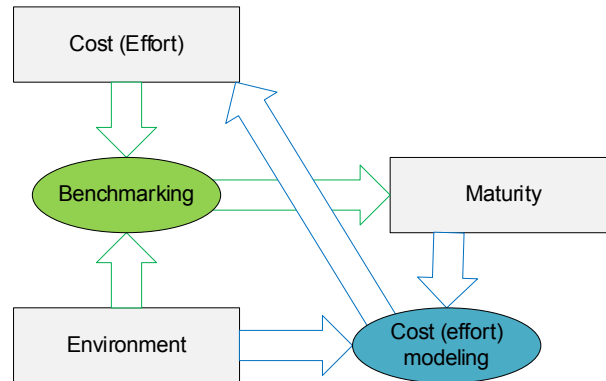 Cost (Effort)
Benchmarking
Maturity
Environment
Cost (effort)
modeling